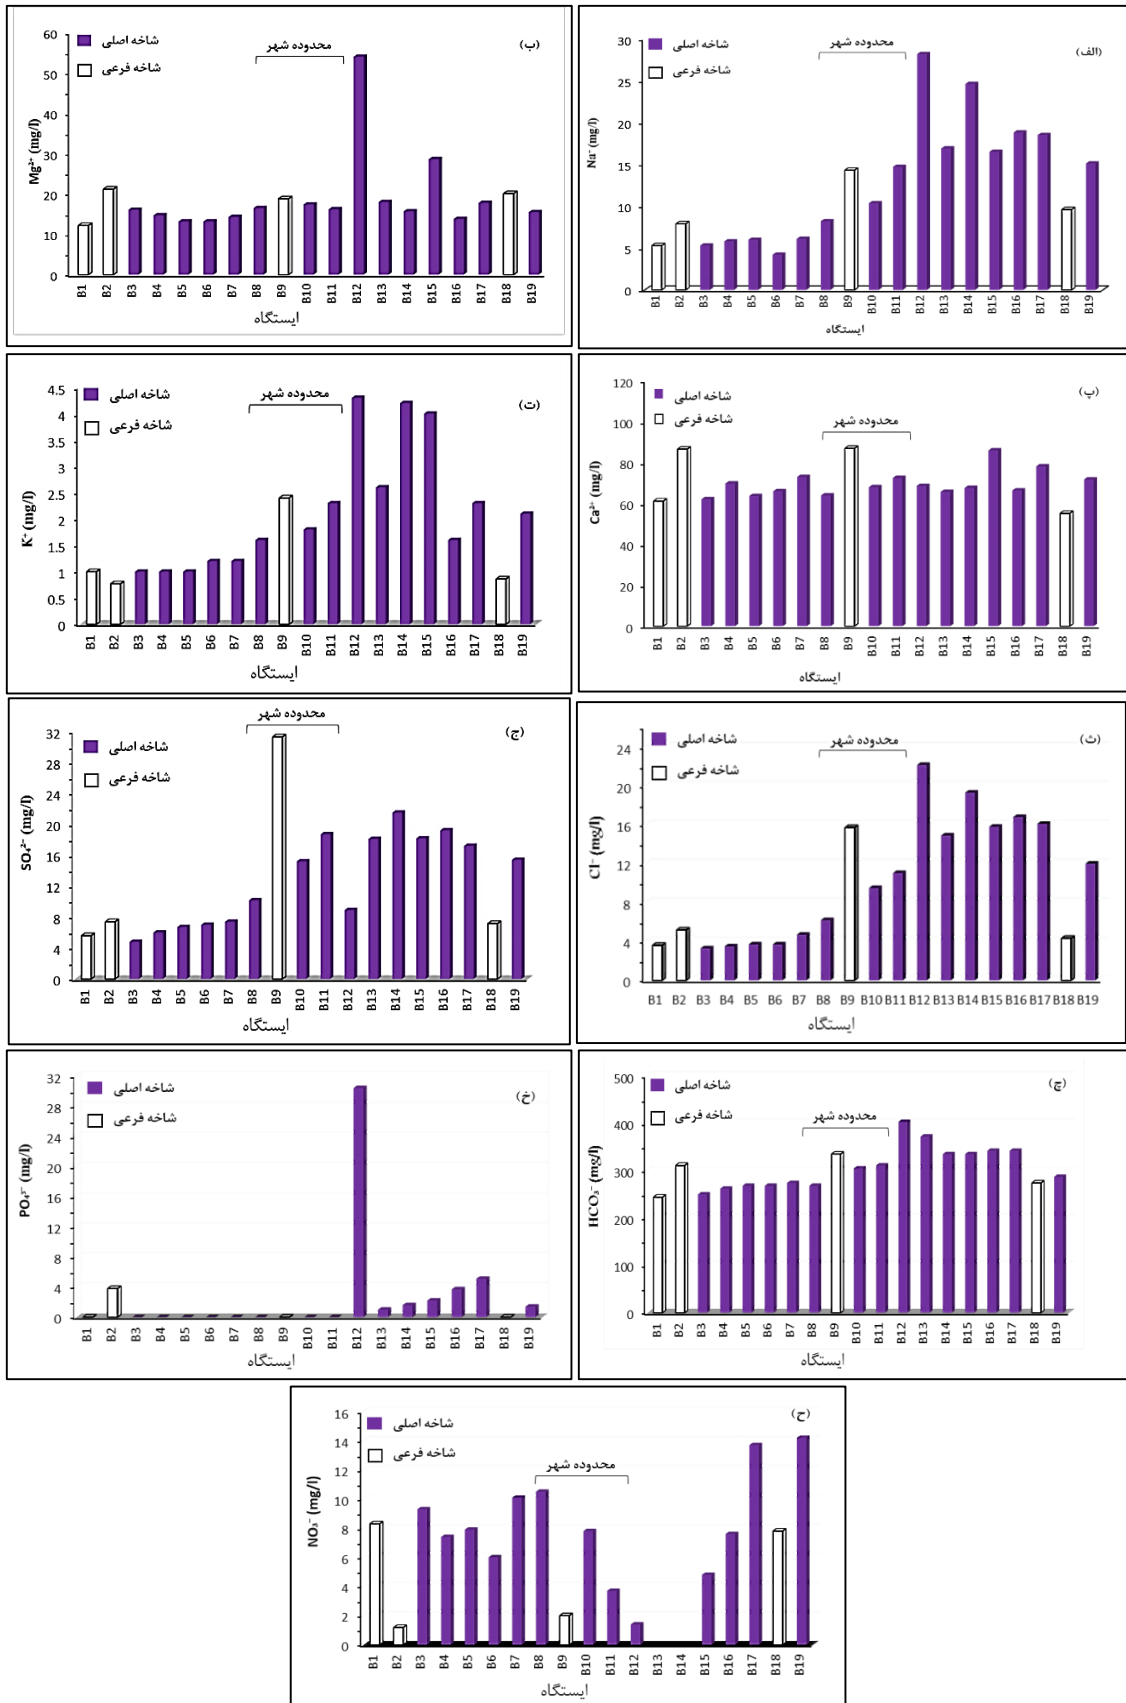 (الف)
شاخه اصلی
شاخه فرعی
محدوده شهر
Na⁺ (mg/l)
30
25
20
15
10
5
0
B1 B2 B3 B4 B5 B6 B7 B8 B9 B10 B11 B12 B13 B14 B15 B16 B17 B18 B19
ایستگاه
(ب)
شاخه اصلی
شاخه فرعی
محدوده شهر
Mg²⁺ (mg/l)
60
50
40
30
20
10
0
B1 B2 B3 B4 B5 B6 B7 B8 B9 B10 B11 B12 B13 B14 B15 B16 B17 B18 B19
ایستگاه
(پ)
شاخه اصلی
شاخه فرعی
محدوده شهر
Ca²⁺ (mg/l)
120
100
80
60
40
20
0
B1 B2 B3 B4 B5 B6 B7 B8 B9 B10 B11 B12 B13 B14 B15 B16 B17 B18 B19
ایستگاه
(ت)
شاخه اصلی
شاخه فرعی
محدوده شهر
K⁺ (mg/l)
4.5
4
3.5
3
2.5
2
1.5
1
0.5
0
B1 B2 B3 B4 B5 B6 B7 B8 B9 B10 B11 B12 B13 B14 B15 B16 B17 B18 B19
ایستگاه
(ث)
شاخه اصلی
شاخه فرعی
محدوده شهر
Cl⁻ (mg/l)
24
20
16
12
8
4
0
B1 B2 B3 B4 B5 B6 B7 B8 B9 B10 B11 B12 B13 B14 B15 B16 B17 B18 B19
ایستگاه
(ج)
شاخه اصلی
شاخه فرعی
محدوده شهر
SO₄²⁻ (mg/l)
32
28
24
20
16
12
8
4
0
B1 B2 B3 B4 B5 B6 B7 B8 B9 B10 B11 B12 B13 B14 B15 B16 B17 B18 B19
ایستگاه
(چ)
شاخه اصلی
شاخه فرعی
محدوده شهر
HCO₃⁻ (mg/l)
500
400
300
200
100
0
B1 B2 B3 B4 B5 B6 B7 B8 B9 B10 B11 B12 B13 B14 B15 B16 B17 B18 B19
ایستگاه
(خ)
شاخه اصلی
شاخه فرعی
PO₄³⁻ (mg/l)
32
28
24
20
16
12
8
4
0
B1 B2 B3 B4 B5 B6 B7 B8 B9 B10 B11 B12 B13 B14 B15 B16 B17 B18 B19
ایستگاه
(ح)
شاخه اصلی
شاخه فرعی
محدوده شهر
NO₃⁻ (mg/l)
16
14
12
10
8
6
4
2
0
B1 B2 B3 B4 B5 B6 B7 B8 B9 B10 B11 B12 B13 B14 B15 B16 B17 B18 B19
ایستگاه